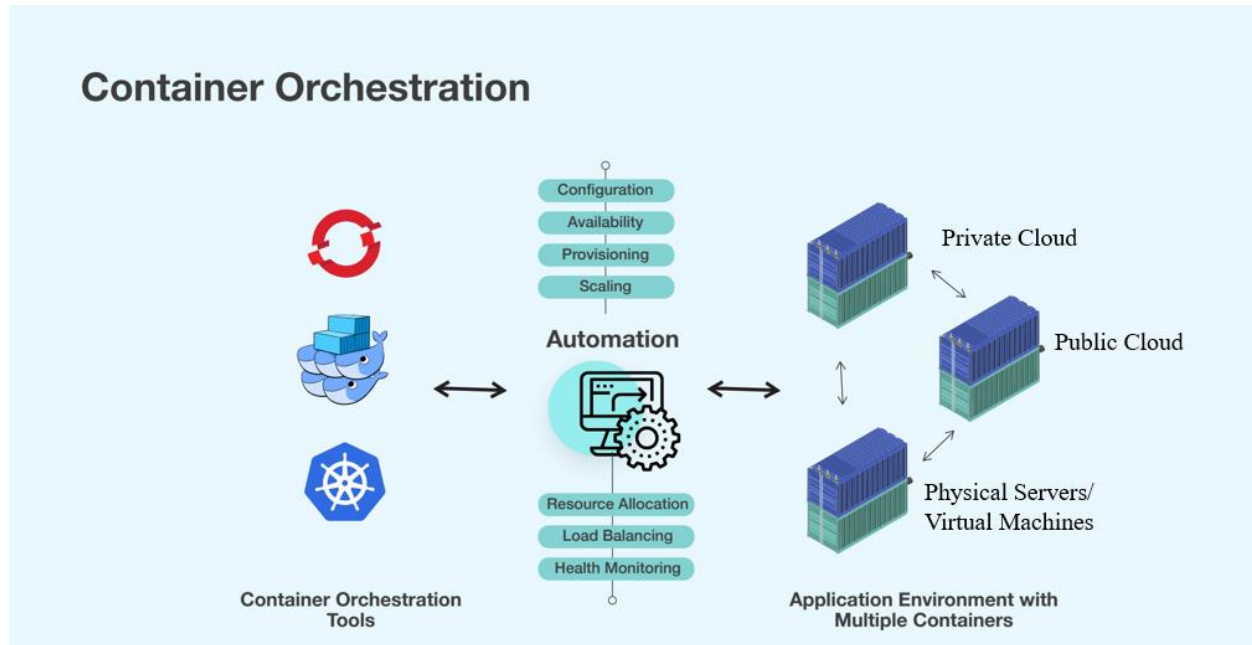 Container Orchestration
Configuration
Availability
Provisioning
Scaling
Automation
Resource Allocation
Load Balancing
Health Monitoring
Container Orchestration
Tools
Private Cloud
Public Cloud
Physical Servers/
Virtual Machines
Application Environment with
Multiple Containers